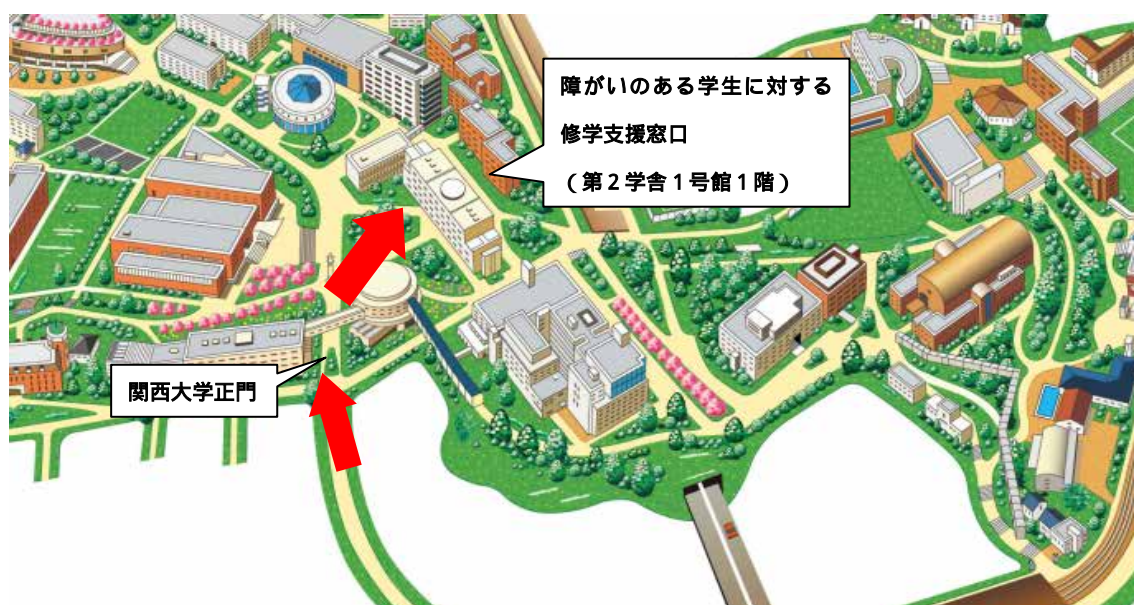 障がいのある学生に対する
修学支援窓口
（第２学舎１号館１階）
関西大学正門